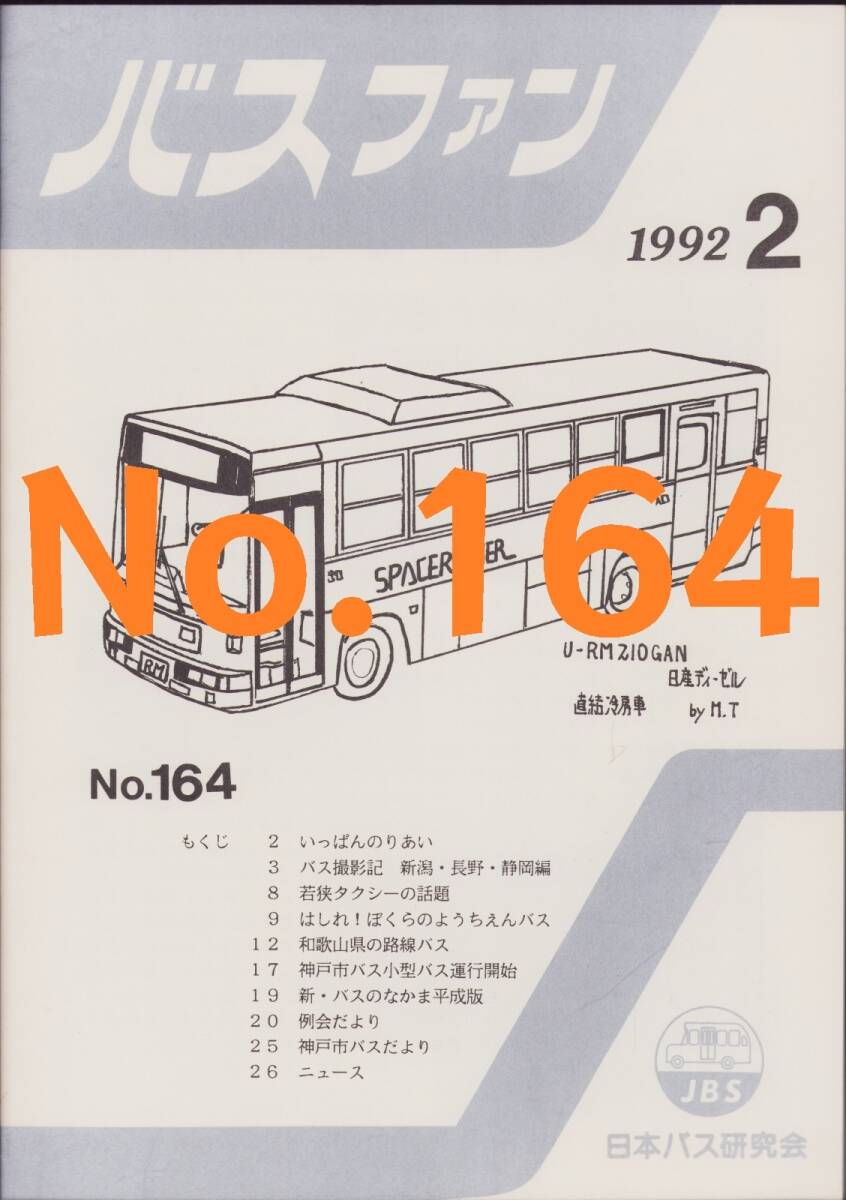 バスファン
1992 2
No.164
SPACERUNNER
RM
U-RM210GAN
日産ディーゼル
直結冷房車 by M.T
No.164
もくじ 2 いっぱんのりあい
3 バス撮影記 新潟・長野・静岡編
8 若狭タクシーの話題
9 はしれ!ぼくらのようちえんバス
12 和歌山県の路線バス
17 神戸市バス小型バス運行開始
19 新・バスのなかま平成版
20 例会だより
25 神戸市バスだより
26 ニュース
JBS
日本バス研究会